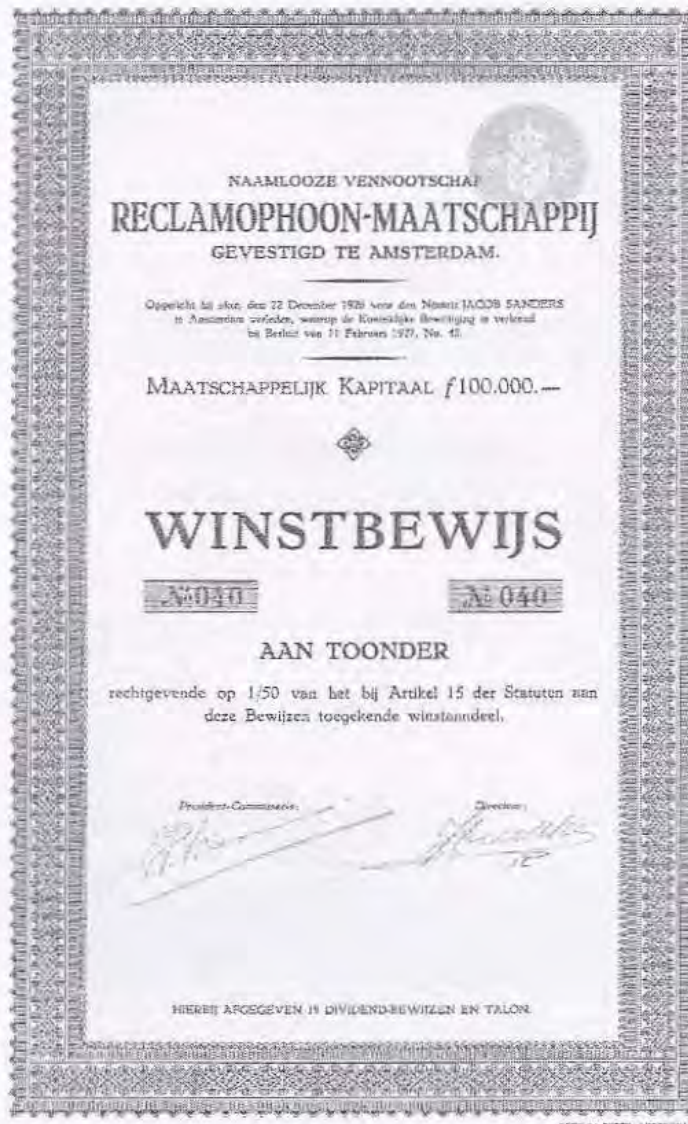 NAAMLOOZE VENNOOTSCHAP
RECLAMOPHOON-MAATSCHAPPIJ
GEVESTIGD TE AMSTERDAM.
Opgericht bij akte, den 22 December 1926 voor den Notaris JACOB SANDERS
te Amsterdam verleden, waarop de Koninklijke Bewilliging is verleend
bij Besluit van 11 Februari 1927, No. 42
MAATSCHAPPELIJK KAPITAAL ƒ 100.000.—
WINSTBEWIJS
No 040 No 040
AAN TOONDER
rechtgevende op 1/50 van het bij Artikel 15 der Statuten aan
deze Bewijzen toegekende winstaandeel.
President-Commissaris: Directeur:
HIERBIJ AFGEGEVEN 15 DIVIDEND-BEWIJZEN EN TALON.